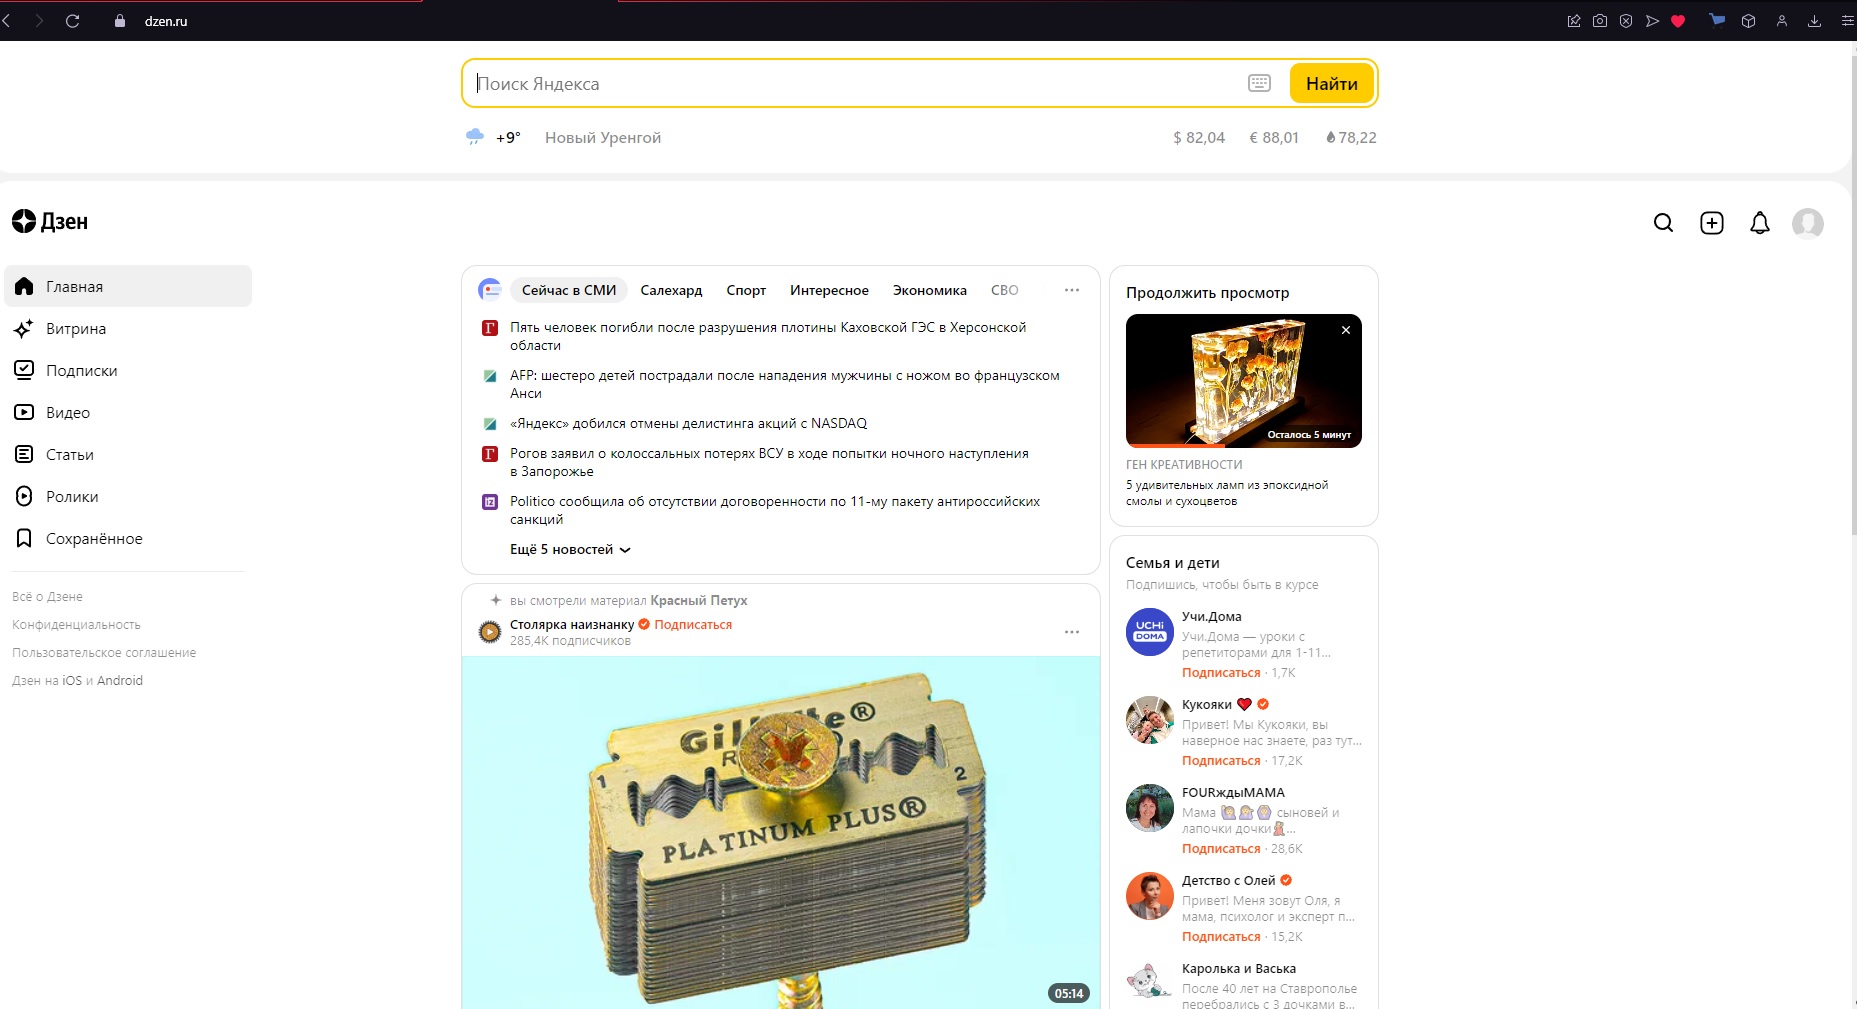 dzen.ru
Поиск Яндекса
Найти
+9° Новый Уренгой $ 82,04 € 88,01 78,22
Дзен
Главная
Витрина
Подписки
Видео
Статьи
Ролики
Сохранённое
Всё о Дзене
Конфиденциальность
Пользовательское соглашение
Дзен на iOS и Android
Сейчас в СМИ Салехард Спорт Интересное Экономика СВО
Г Пять человек погибли после разрушения плотины Каховской ГЭС в Херсонской
области
AFP: шестеро детей пострадали после нападения мужчины с ножом во французском
Анси
«Яндекс» добился отмены делистинга акций с NASDAQ
Г Рогов заявил о колоссальных потерях ВСУ в ходе попытки ночного наступления
в Запорожье
Politico сообщила об отсутствии договоренности по 11-му пакету антироссийских
санкций
Ещё 5 новостей
вы смотрели материал Красный Петух
Столярка наизнанку Подписаться
285,4K подписчиков
1
2
PLATINUM PLUS®
05:14
Продолжить просмотр
Осталось 5 минут
ГЕН КРЕАТИВНОСТИ
5 удивительных ламп из эпоксидной
смолы и сухоцветов
Семья и дети
Подпишись, чтобы быть в курсе
UCHi
DOMA
Учи.Дома
Учи.Дома — уроки с
репетиторами для 1-11...
Подписаться · 1,7K
Кукояки
Привет! Мы Кукояки, вы
наверное нас знаете, раз тут...
Подписаться · 17,2K
FOURждыМАМА
Мама сыновей и
лапочки дочки...
Подписаться · 28,6K
Детство с Олей
Привет! Меня зовут Оля, я
мама, психолог и эксперт п...
Подписаться · 15,2K
Каролька и Васька
После 40 лет на Ставрополье
перебрались с 3 дочками в...